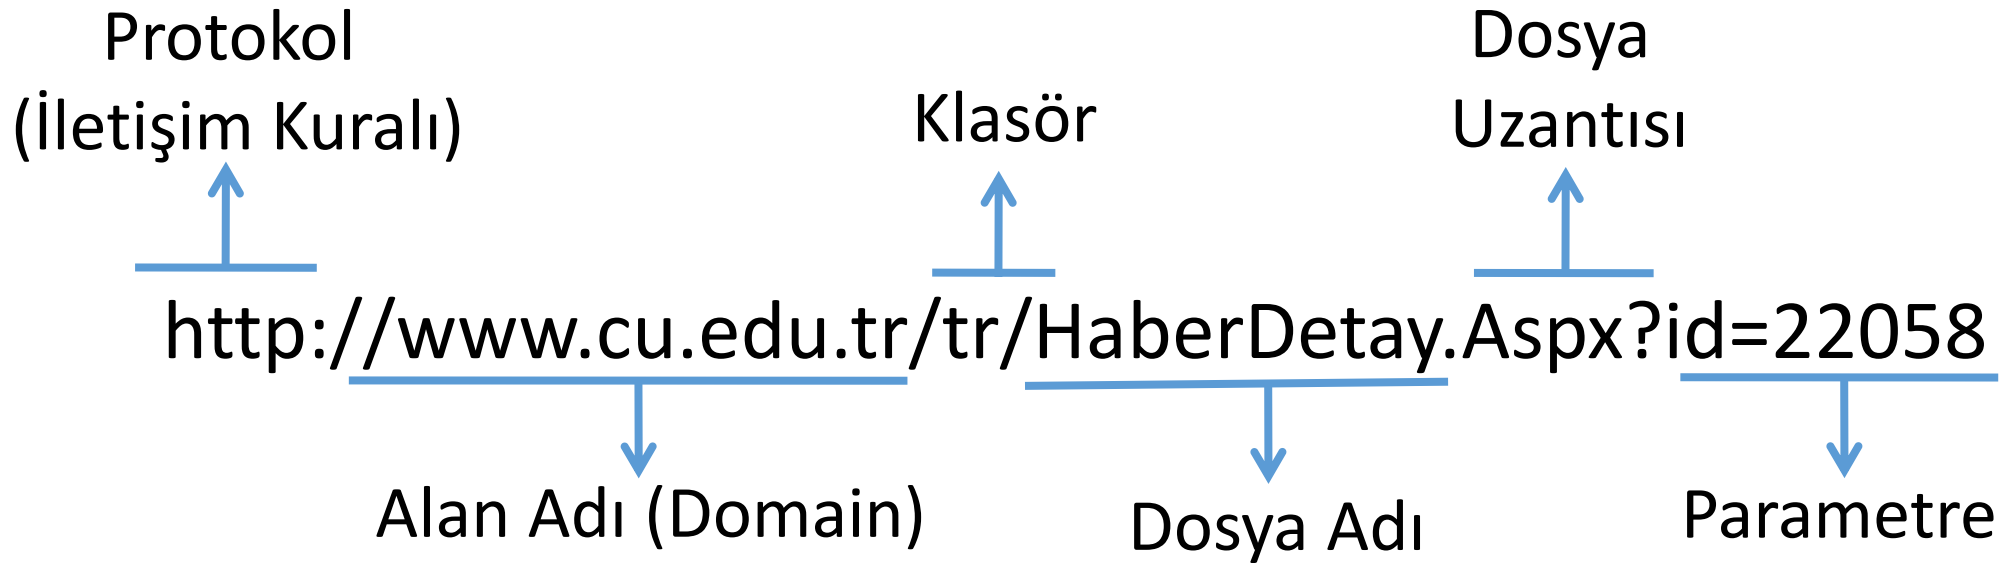 Protokol
(İletişim Kuralı)
Klasör
Dosya
Uzantısı
http://www.cu.edu.tr/tr/HaberDetay.Aspx?id=22058
Alan Adı (Domain)
Dosya Adı
Parametre